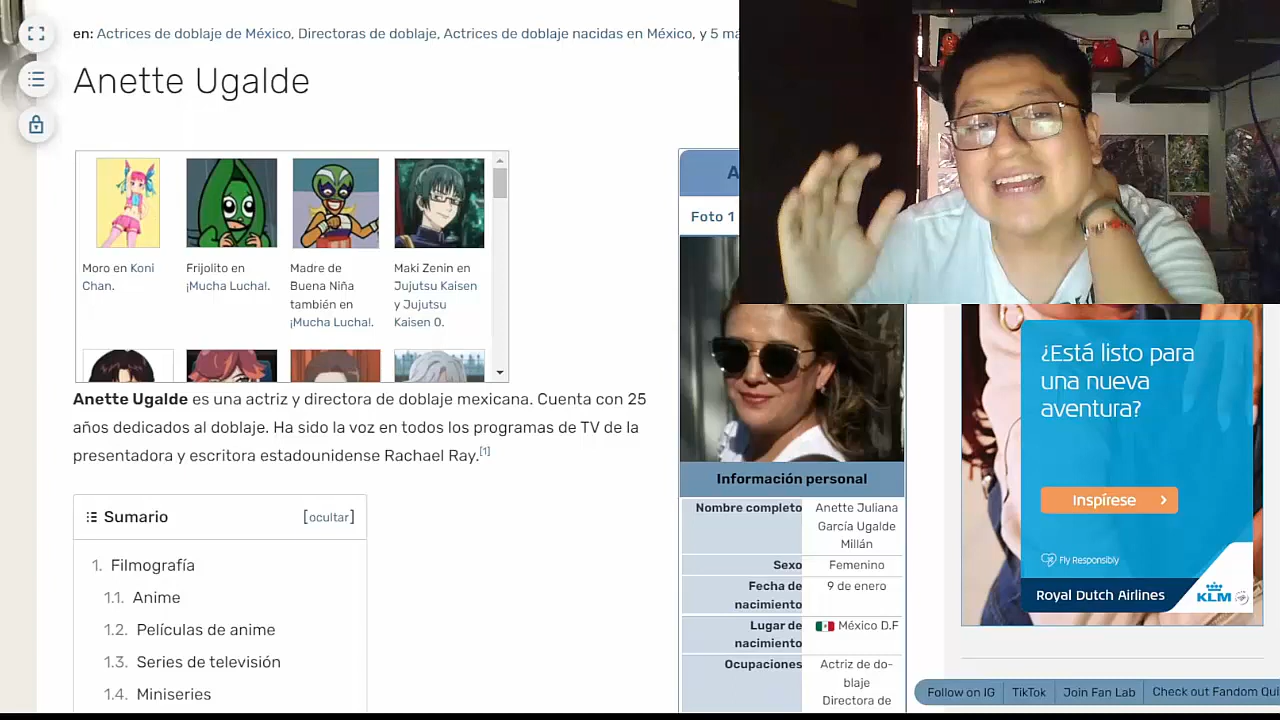 en: Actrices de doblaje de México, Directoras de doblaje, Actrices de doblaje nacidas en México, y 5 
Anette Ugalde
Moro en Koni
Chan.
Frijolito en
¡Mucha Lucha!.
Madre de
Buena Niña
también en
¡Mucha Lucha!.
Maki Zenin en
Jujutsu Kaisen
y Jujutsu
Kaisen 0.
Anette Ugalde es una actriz y directora de doblaje mexicana. Cuenta con 25
años dedicados al doblaje. Ha sido la voz en todos los programas de TV de la
presentadora y escritora estadounidense Rachael Ray.[1]
Sumario [ocultar]
1. Filmografía
1.1. Anime
1.2. Películas de anime
1.3. Series de televisión
1.4. Miniseries
A
Foto 1
Información personal
Nombre completo Anette Juliana
García Ugalde
Millán
Sexo Femenino
Fecha de
nacimiento 9 de enero
Lugar de
nacimiento México D.F
Ocupaciones Actriz de do-
blaje
Directora de
¿Está listo para
una nueva
aventura?
Inspírese
Fly Responsibly
Royal Dutch Airlines
KLM
Follow on IG TikTok Join Fan Lab Check out Fandom Qui